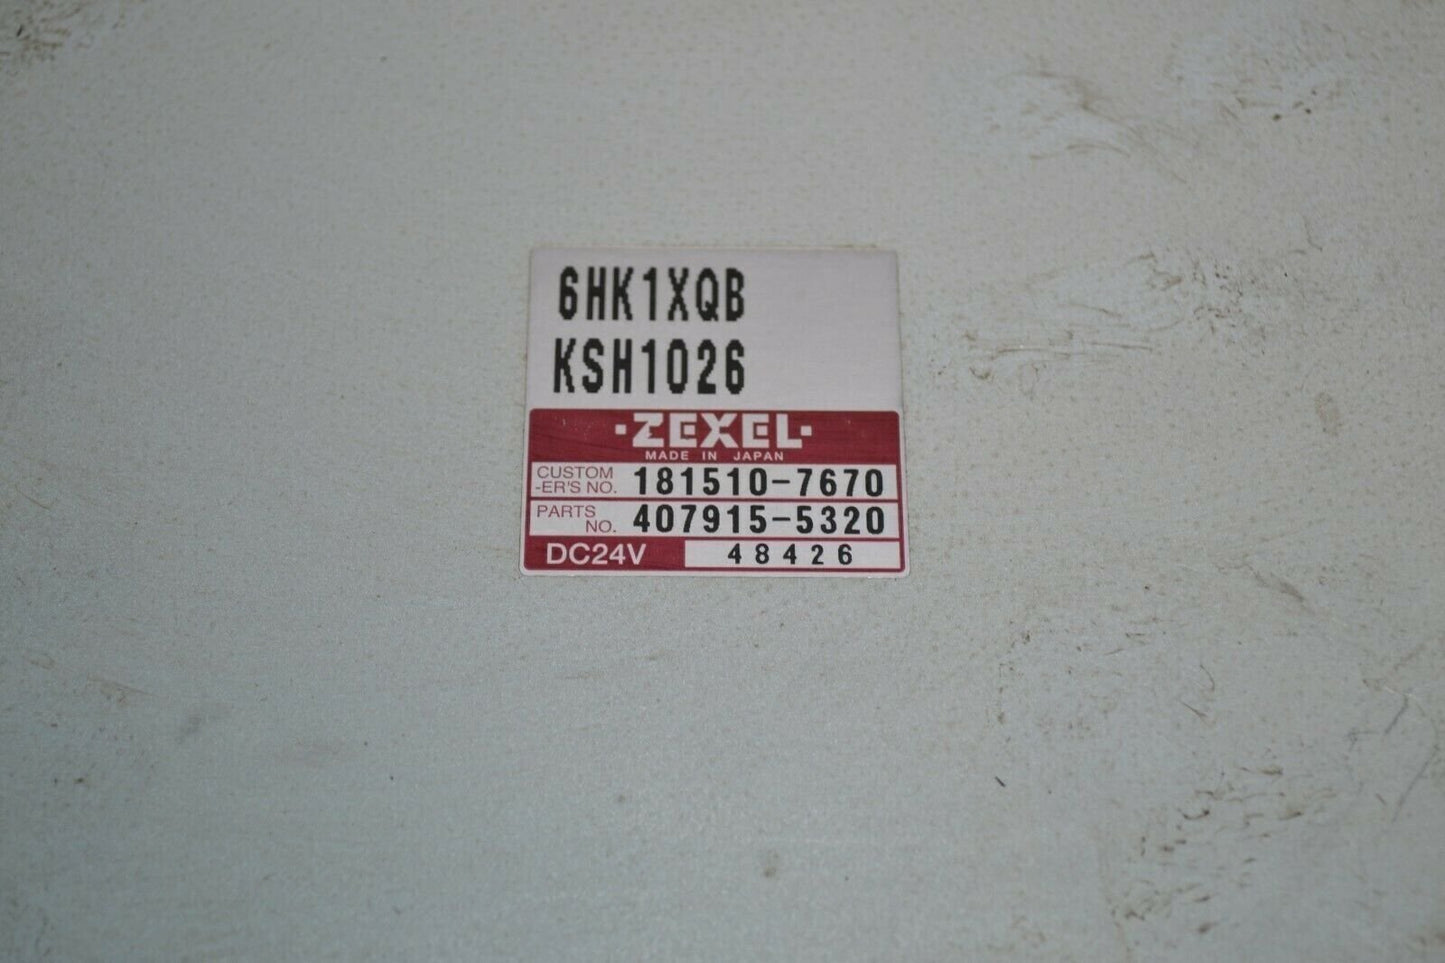 6HK1XQB
KSH1026
·ZEXEL·
MADE IN JAPAN
CUSTOM
-ER'S NO. 181510-7670
PARTS
NO. 407915-5320
DC24V 48426